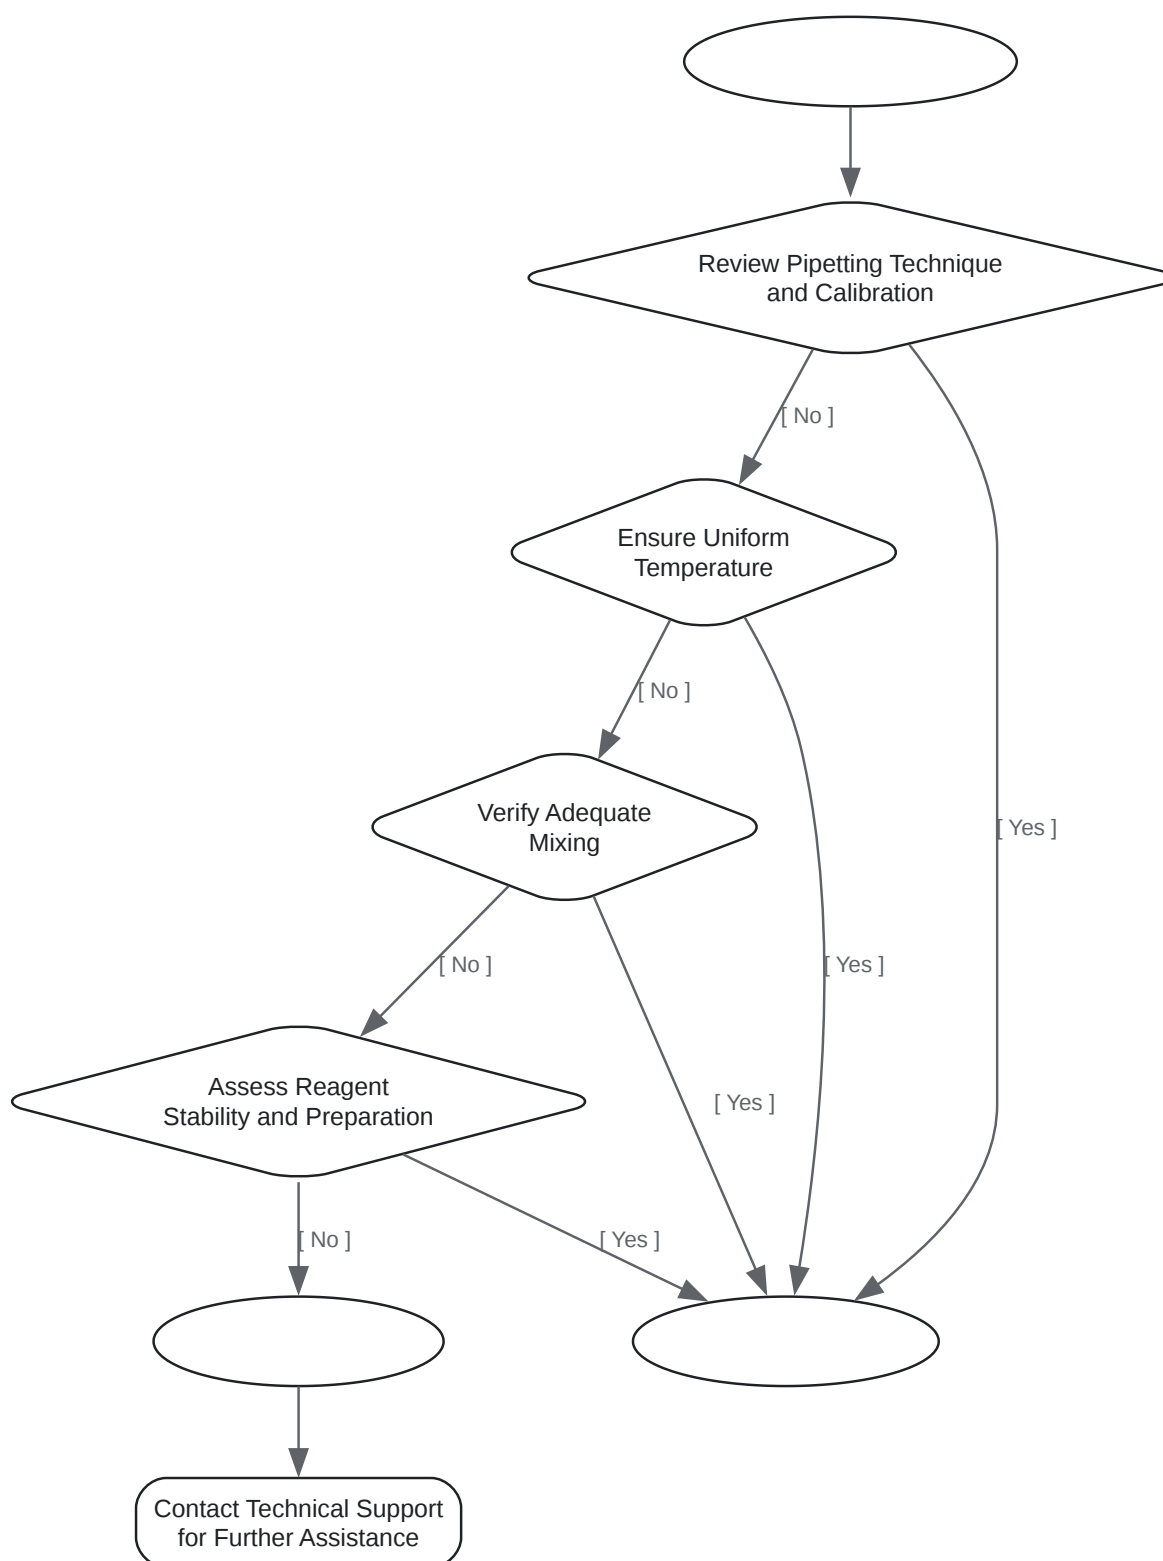 Review Pipetting Technique
and Calibration
[ No ]
Ensure Uniform
Temperature
[ No ]
Verify Adequate
Mixing
[ Yes ]
[ No ]
[ Yes ]
Assess Reagent
Stability and Preparation
[ Yes ]
[ No ]
[ Yes ]
Contact Technical Support
for Further Assistance